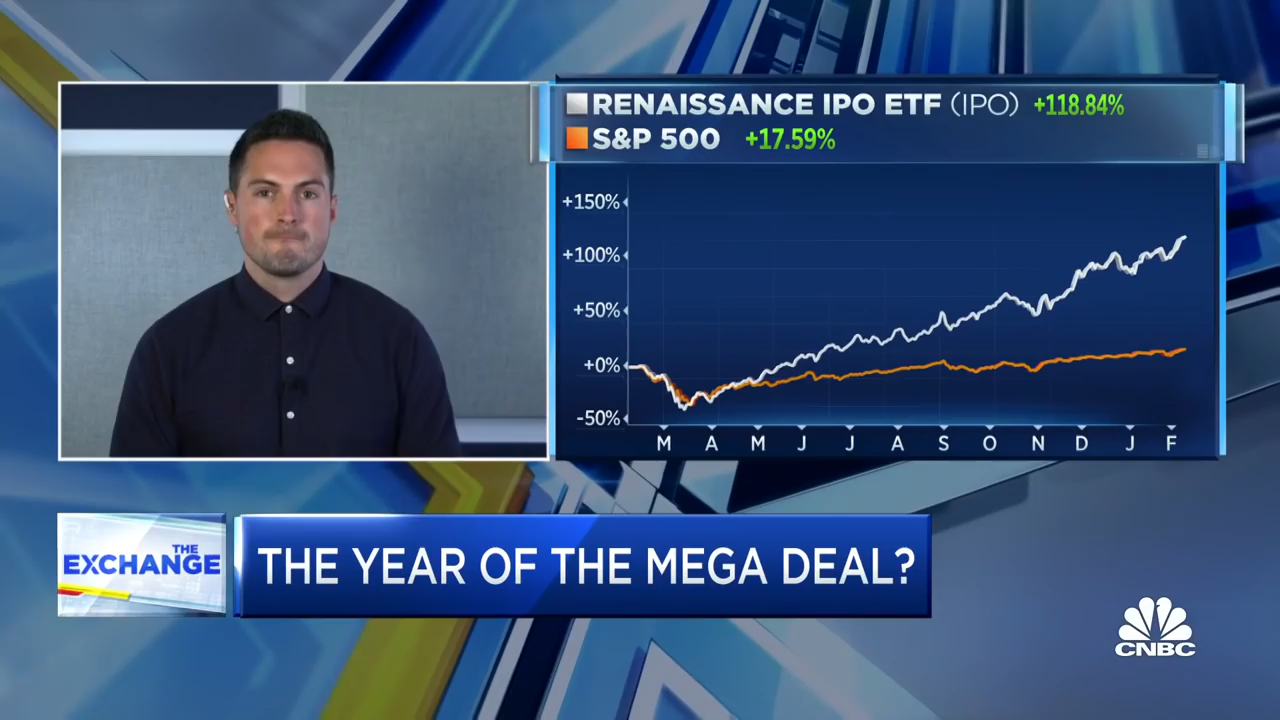 RENAISSANCE IPO ETF (IPO) +118.84%
S&P 500 +17.59%
+150%
+100%
+50%
+0%
-50%
M A M J J A S O N D J F
THE
EXCHANGE
THE YEAR OF THE MEGA DEAL?
CNBC